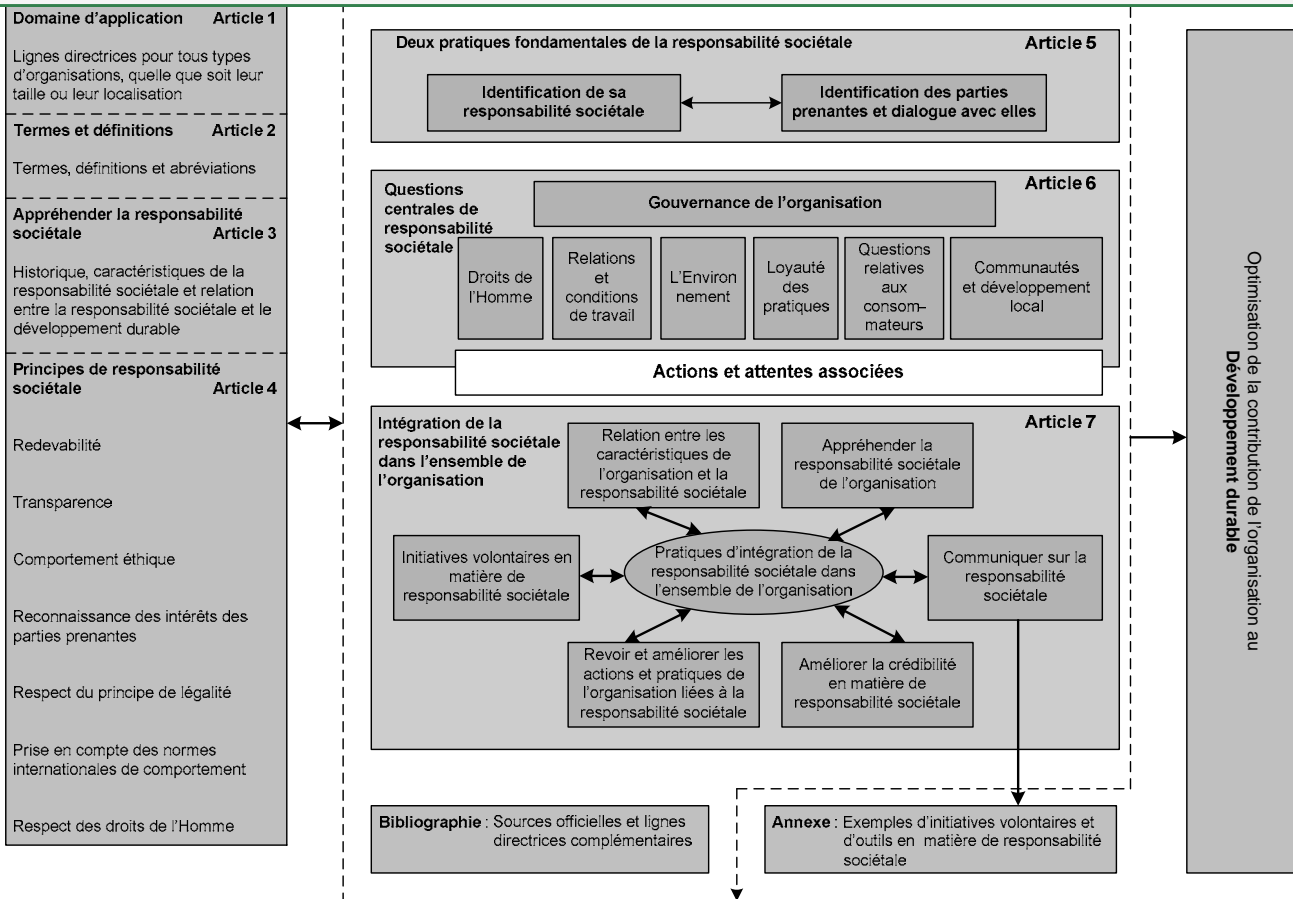 Domaine d'application Article 1
Lignes directrices pour tous types
d'organisations, quelle que soit leur
taille ou leur localisation
Termes et définitions Article 2
Termes, définitions et abréviations
Appréhender la responsabilité
sociétale Article 3
Historique, caractéristiques de la
responsabilité sociétale et relation
entre la responsabilité sociétale et le
développement durable
Principes de responsabilité
sociétale Article 4
Redevabilité
Transparence
Comportement éthique
Reconnaissance des intérêts des
parties prenantes
Respect du principe de légalité
Prise en compte des normes
internationales de comportement
Respect des droits de l'Homme
Deux pratiques fondamentales de la responsabilité sociétale Article 5
Identification de sa
responsabilité sociétale
Identification des parties
prenantes et dialogue avec elles
Questions
centrales de
responsabilité
sociétale
Article 6
Gouvernance de l'organisation
Droits de
l'Homme
Relations
et
conditions
de travail
L'Environ
nement
Loyauté
des
pratiques
Questions
relatives
aux
consom–
mateurs
Communautés
et développement
local
Actions et attentes associées
Intégration de la
responsabilité sociétale
dans l'ensemble de
l'organisation
Article 7
Relation entre les
caractéristiques de
l'organisation et la
responsabilité sociétale
Appréhender la
responsabilité sociétale
de l'organisation
Initiatives volontaires en
matière de
responsabilité sociétale
Pratiques d'intégration de la
responsabilité sociétale dans
l'ensemble de l'organisation
Communiquer sur la
responsabilité
sociétale
Revoir et améliorer les
actions et pratiques de
l'organisation liées à la
responsabilité sociétale
Améliorer la crédibilité
en matière de
responsabilité sociétale
Bibliographie : Sources officielles et lignes
directrices complémentaires
Annexe : Exemples d'initiatives volontaires et
d'outils en matière de responsabilité
sociétale
Optimisation de la contribution de l'organisation au
Développement durable